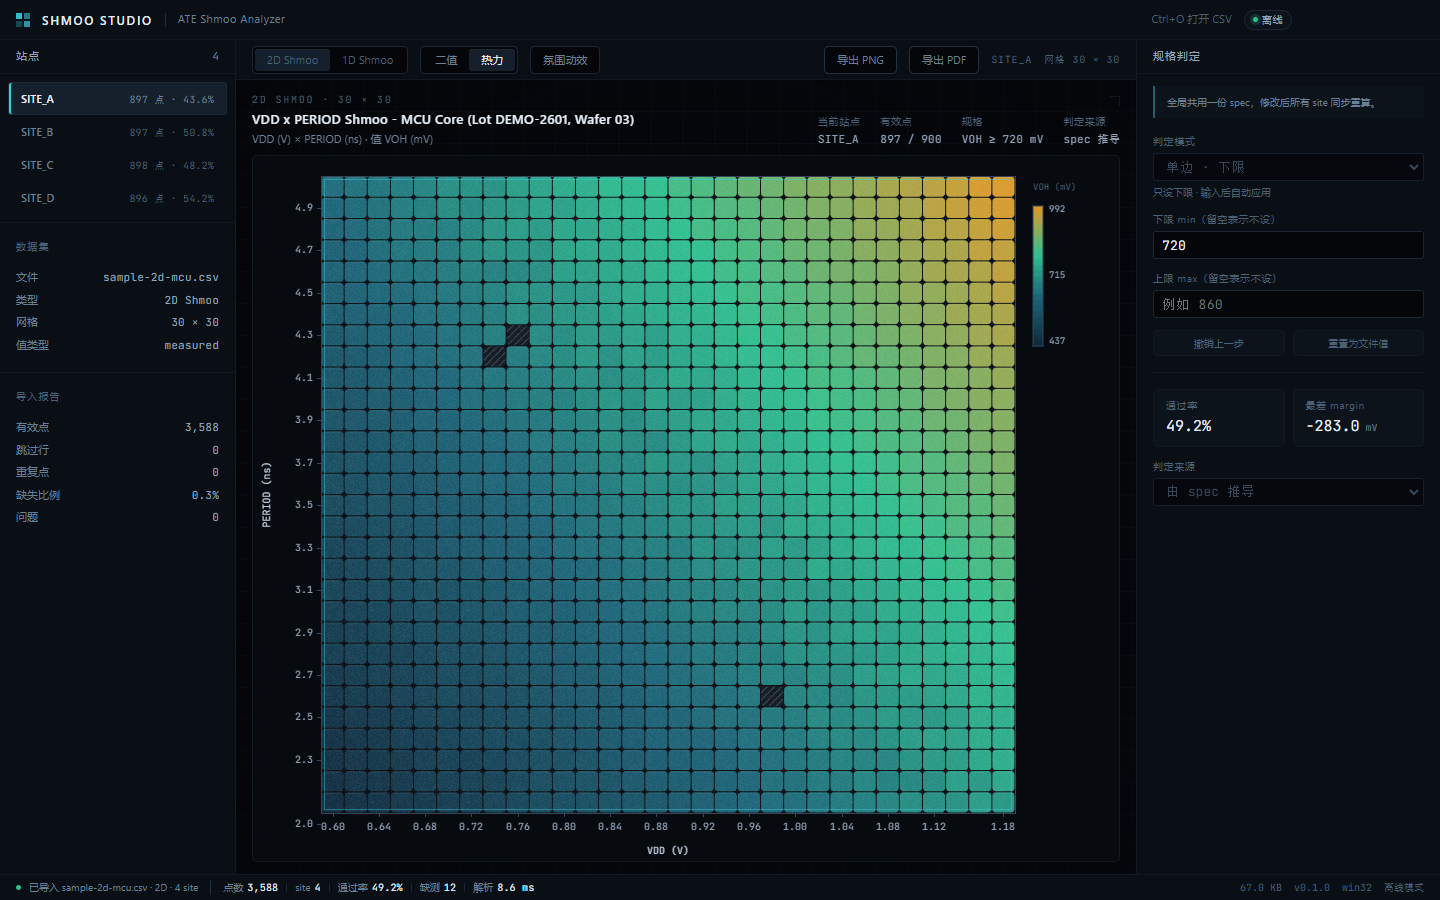 SHMOO STUDIO
ATE Shmoo Analyzer
Ctrl+O 打开 CSV
离线
站点
4
SITE_A
897 点 · 43.6%
SITE_B
897 点 · 50.8%
SITE_C
898 点 · 48.2%
SITE_D
896 点 · 54.2%
数据集
文件
sample-2d-mcu.csv
类型
2D Shmoo
网格
30 × 30
值类型
measured
导入报告
有效点
3,588
跳过行
0
重复点
0
缺失比例
0.3%
问题
0
2D Shmoo
1D Shmoo
二值
热力
氛围动效
导出 PNG
导出 PDF
SITE_A 网格 30 × 30
2D SHMOO · 30 × 30
VDD x PERIOD Shmoo - MCU Core (Lot DEMO-2601, Wafer 03)
VDD (V) × PERIOD (ns) · 值 VOH (mV)
当前站点
SITE_A
有效点
897 / 900
规格
VOH ≥ 720 mV
判定来源
spec 推导
PERIOD (ns)
4.9
4.7
4.5
4.3
4.1
3.9
3.7
3.5
3.3
3.1
2.9
2.7
2.5
2.3
2.0
0.60
0.64
0.68
0.72
0.76
0.80
0.84
0.88
0.92
0.96
1.00
1.04
1.08
1.12
1.18
VDD (V)
VOH (mV)
992
715
437
规格判定
全局共用一份 spec，修改后所有 site 同步重算。
判定模式
单边 · 下限
只设下限 · 输入后自动应用
下限 min（留空表示不设）
720
上限 max（留空表示不设）
例如 860
撤销上一步
重置为文件值
通过率
49.2%
最差 margin
-283.0 mV
判定来源
由 spec 推导
已导入 sample-2d-mcu.csv · 2D · 4 site
点数 3,588
site 4
通过率 49.2%
缺测 12
解析 8.6 ms
67.0 KB
v0.1.0
win32
离线模式